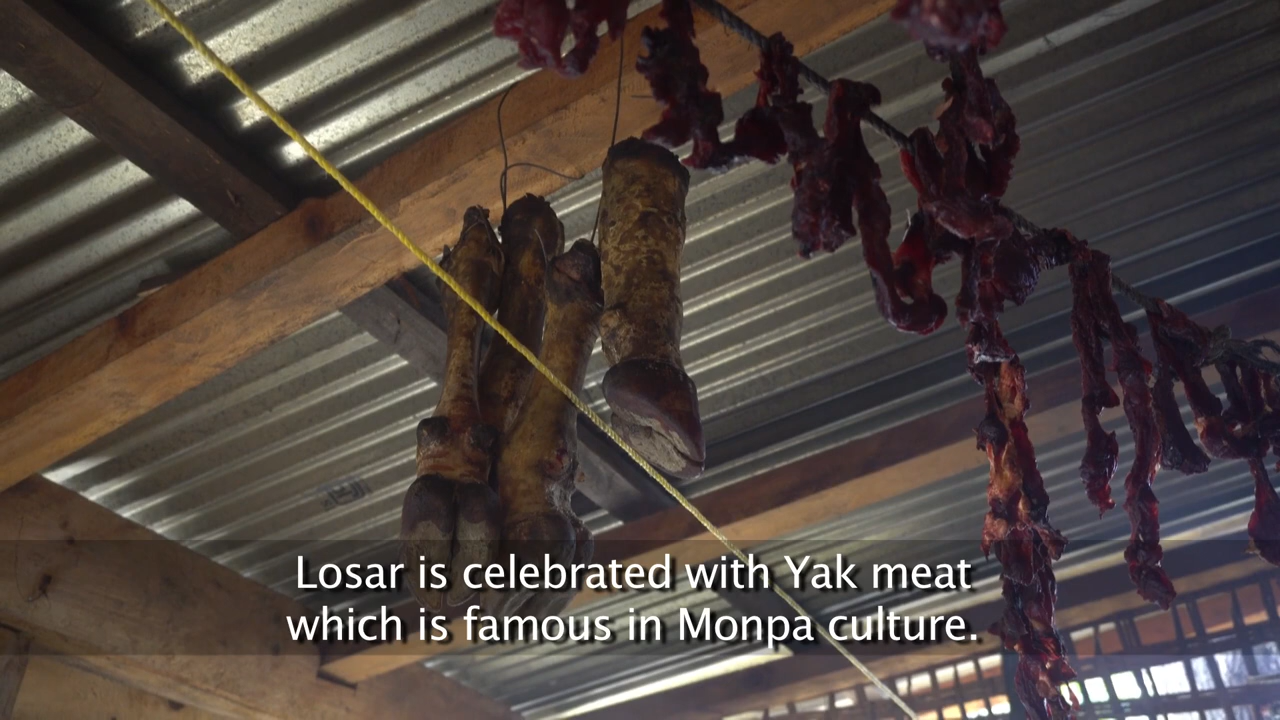 Losar is celebrated with Yak meat
which is famous in Monpa culture.